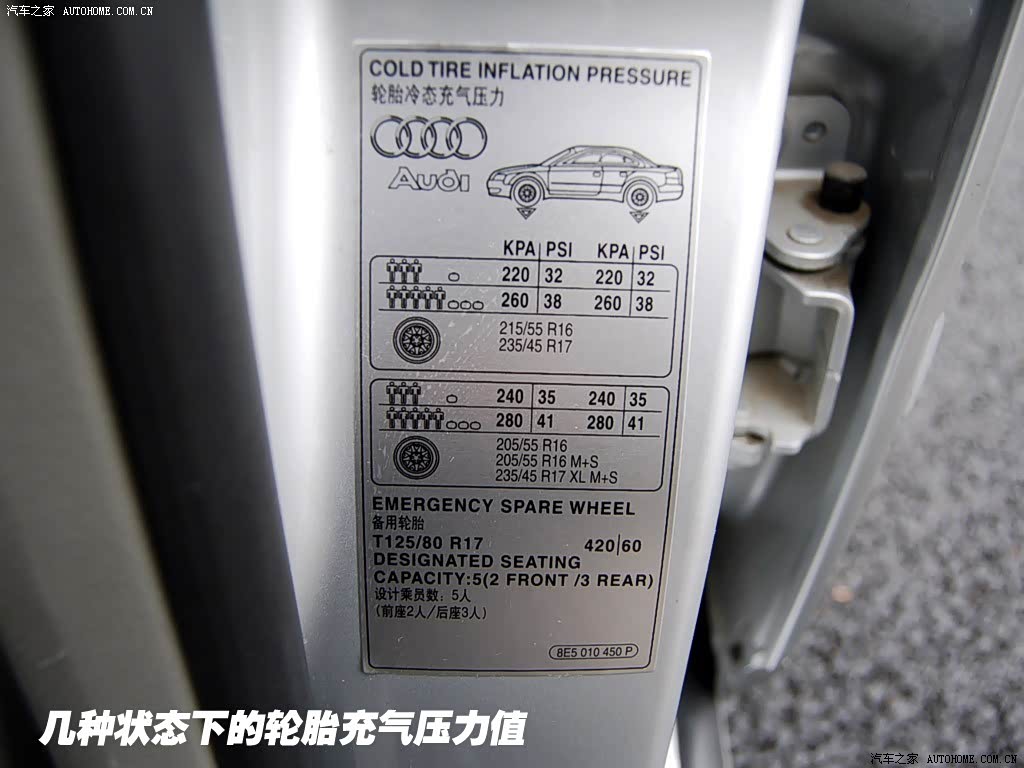 汽车之家 AUTOHOME.COM.CN
COLD TIRE INFLATION PRESSURE
轮胎冷态充气压力
Audi
KPA PSI KPA PSI
220 32 220 32
260 38 260 38
215/55 R16
235/45 R17
240 35 240 35
280 41 280 41
205/55 R16
205/55 R16 M+S
235/45 R17 XL M+S
EMERGENCY SPARE WHEEL
备用轮胎
T125/80 R17 420|60
DESIGNATED SEATING
CAPACITY:5(2 FRONT /3 REAR)
设计乘员数: 5人
(前座2人/后座3人)
8E5 010 450 P
几种状态下的轮胎充气压力值
汽车之家 AUTOHOME.COM.CN